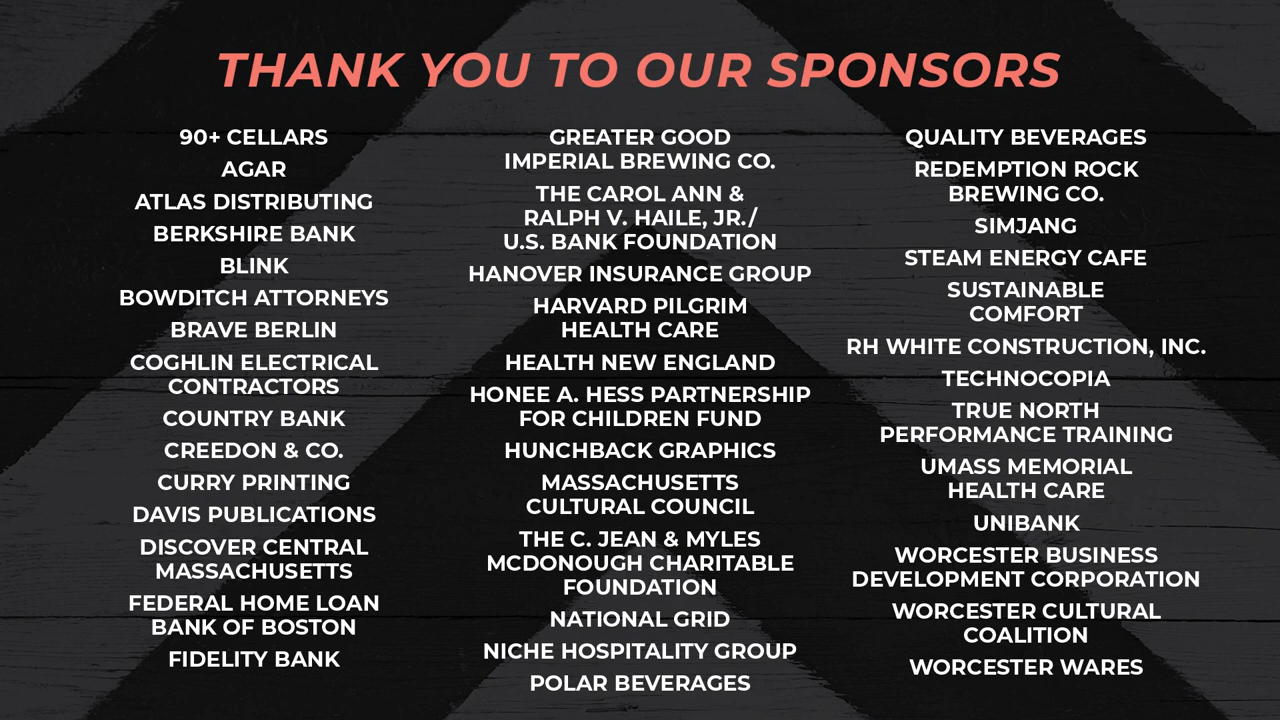 THANK YOU TO OUR SPONSORS
90+ CELLARS
AGAR
ATLAS DISTRIBUTING
BERKSHIRE BANK
BLINK
BOWDITCH ATTORNEYS
BRAVE BERLIN
COGHLIN ELECTRICAL
CONTRACTORS
COUNTRY BANK
CREEDON & CO.
CURRY PRINTING
DAVIS PUBLICATIONS
DISCOVER CENTRAL
MASSACHUSETTS
FEDERAL HOME LOAN
BANK OF BOSTON
FIDELITY BANK
GREATER GOOD
IMPERIAL BREWING CO.
THE CAROL ANN &
RALPH V. HAILE, JR./
U.S. BANK FOUNDATION
HANOVER INSURANCE GROUP
HARVARD PILGRIM
HEALTH CARE
HEALTH NEW ENGLAND
HONEE A. HESS PARTNERSHIP
FOR CHILDREN FUND
HUNCHBACK GRAPHICS
MASSACHUSETTS
CULTURAL COUNCIL
THE C. JEAN & MYLES
MCDONOUGH CHARITABLE
FOUNDATION
NATIONAL GRID
NICHE HOSPITALITY GROUP
POLAR BEVERAGES
QUALITY BEVERAGES
REDEMPTION ROCK
BREWING CO.
SIMJANG
STEAM ENERGY CAFE
SUSTAINABLE
COMFORT
RH WHITE CONSTRUCTION, INC.
TECHNOCOPIA
TRUE NORTH
PERFORMANCE TRAINING
UMASS MEMORIAL
HEALTH CARE
UNIBANK
WORCESTER BUSINESS
DEVELOPMENT CORPORATION
WORCESTER CULTURAL
COALITION
WORCESTER WARES